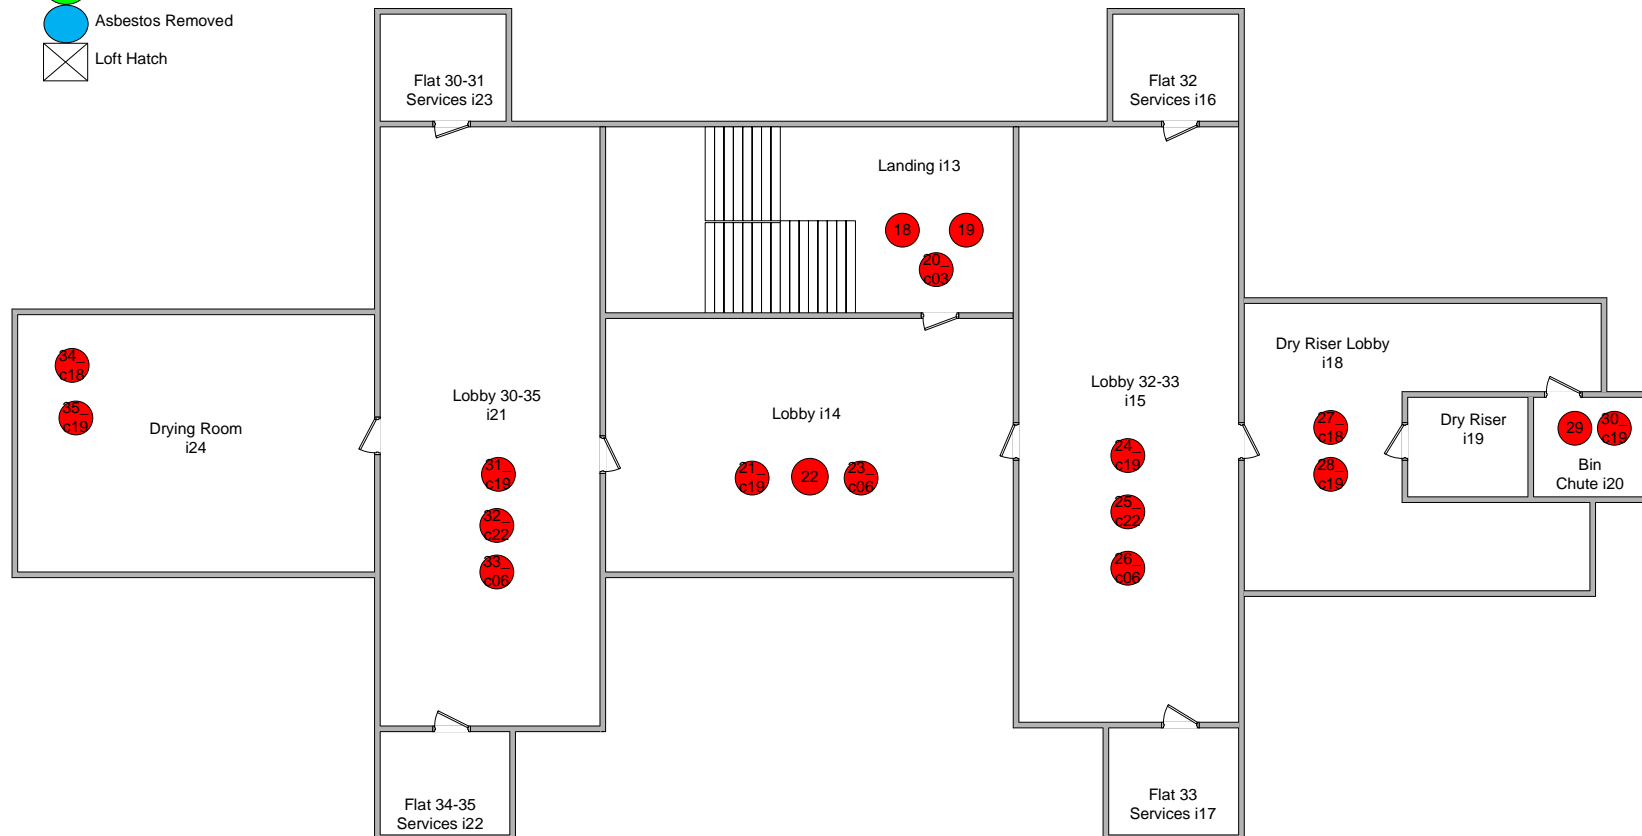 Asbestos Removed
Loft Hatch
Flat 30-31
Services i23
Flat 32
Services i16
Landing i13
18
19
20_
c03
Dry Riser Lobby
i18
34_
c18
35_
c19
Drying Room
i24
Lobby 30-35
i21
Lobby i14
Lobby 32-33
i15
Dry Riser
i19
27_
c18
28_
c19
29
30_
c19
Bin
Chute i20
31_
c19
32_
c22
33_
c06
21_
c19
22
23_
c06
24_
c19
25_
c22
26_
c06
Flat 34-35
Services i22
Flat 33
Services i17